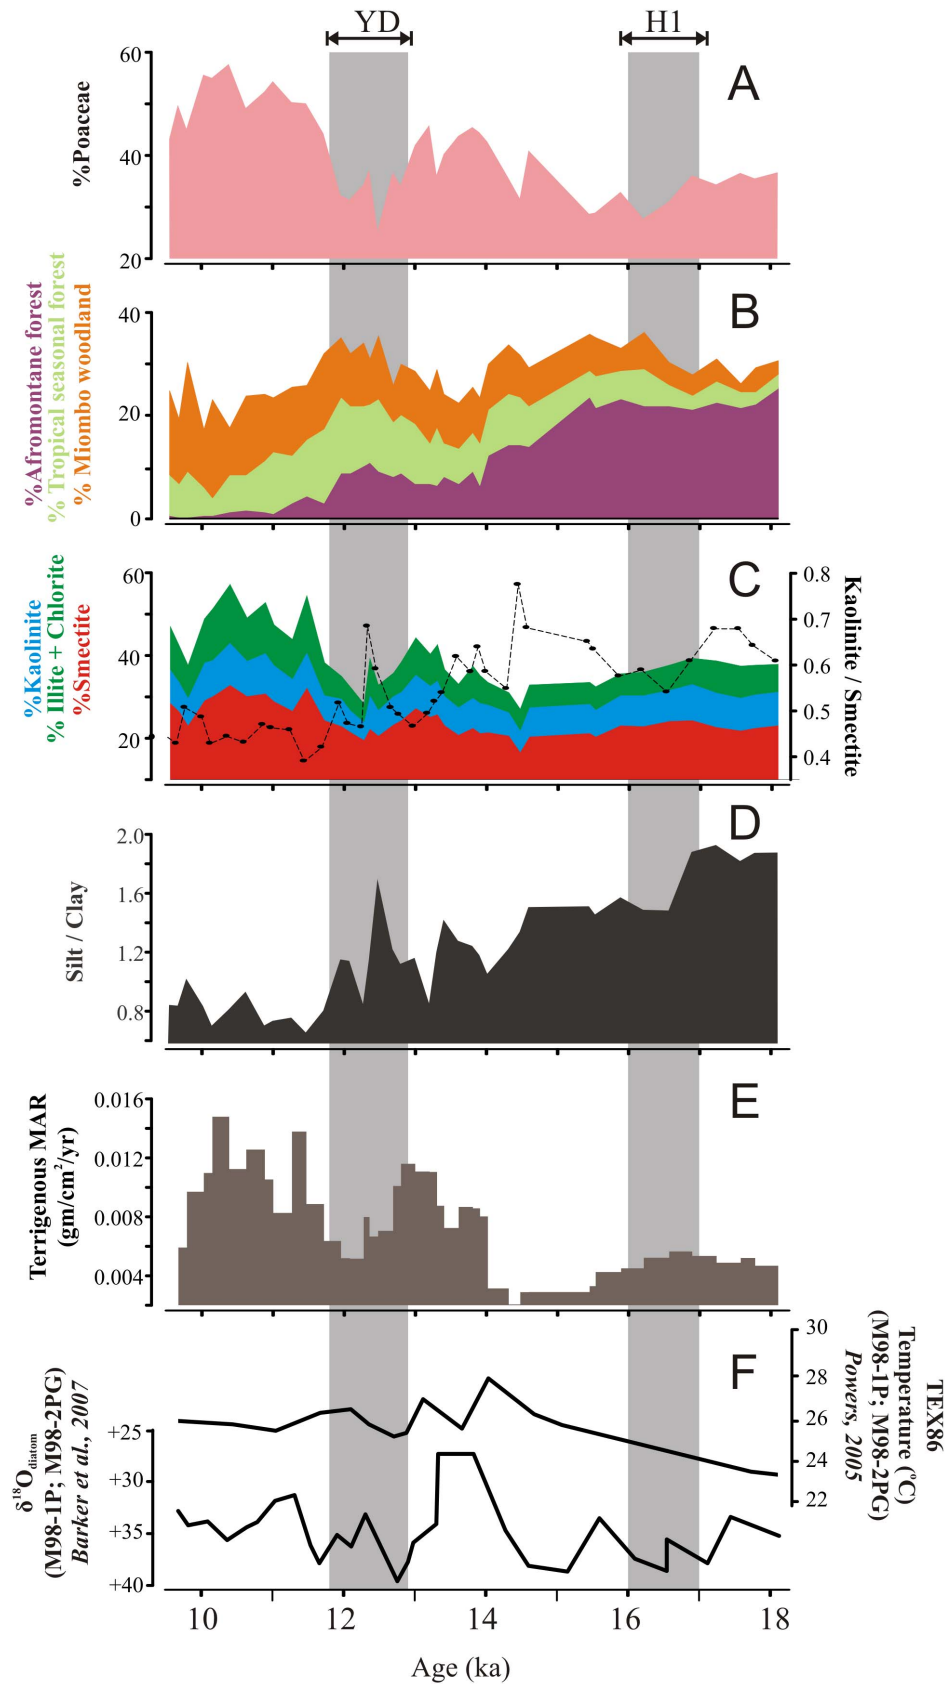 YD
H1
A
%Poaceae
60
40
20
B
%Afromontane forest
% Tropical seasonal forest
% Miombo woodland
40
20
0
C
%Kaolinite
% Illite + Chlorite
%Smectite
60
40
20
0.8
0.7
0.6
0.5
0.4
Kaolinite / Smectite
D
Silt / Clay
2.0
1.6
1.2
0.8
E
Terrigenous MAR
(gm/cm²/yr)
0.016
0.012
0.008
0.004
F
δ¹⁸O diatom
(M98-1P; M98-2PG)
Barker et al., 2007
+25
+30
+35
+40
30
28
26
24
22
TEX86
Temperature (°C)
(M98-1P; M98-2PG)
Powers, 2005
10 12 14 16 18
Age (ka)